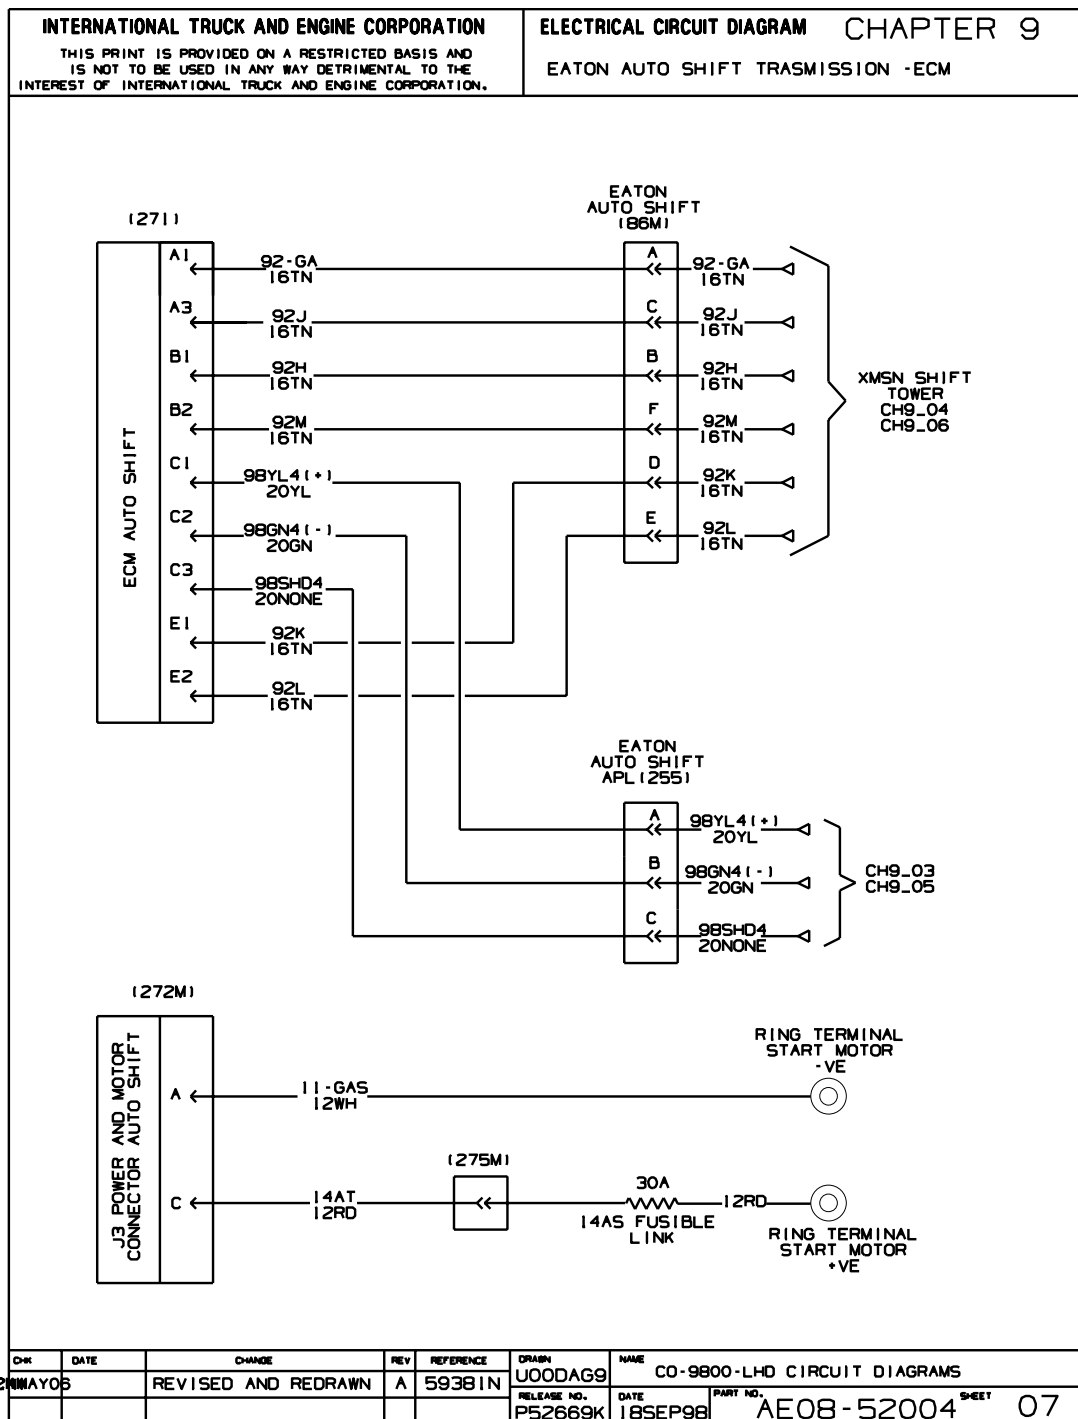 INTERNATIONAL TRUCK AND ENGINE CORPORATION
THIS PRINT IS PROVIDED ON A RESTRICTED BASIS AND
IS NOT TO BE USED IN ANY WAY DETRIMENTAL TO THE
INTEREST OF INTERNATIONAL TRUCK AND ENGINE CORPORATION.
ELECTRICAL CIRCUIT DIAGRAM CHAPTER 9
EATON AUTO SHIFT TRASMISSION -ECM
(271)
ECM AUTO SHIFT
A1
92-GA
16TN
A3
92J
16TN
B1
92H
16TN
B2
92M
16TN
C1
98YL4(+)
20YL
C2
98GN4(-)
20GN
C3
98SHD4
20NONE
E1
92K
16TN
E2
92L
16TN
EATON
AUTO SHIFT
(86M)
A
92-GA
16TN
C
92J
16TN
B
92H
16TN
F
92M
16TN
D
92K
16TN
E
92L
16TN
XMSN SHIFT
TOWER
CH9_04
CH9_06
EATON
AUTO SHIFT
APL(255)
A
98YL4(+)
20YL
B
98GN4(-)
20GN
C
98SHD4
20NONE
CH9_03
CH9_05
(272M)
J3 POWER AND MOTOR
CONNECTOR AUTO SHIFT
A
11-GAS
12WH
RING TERMINAL
START MOTOR
-VE
C
14AT
12RD
(275M)
30A
14AS FUSIBLE
LINK
12RD
RING TERMINAL
START MOTOR
+VE
CHK DATE CHANGE REV REFERENCE
MAY06 REVISED AND REDRAWN A 59381N
DRAWN
U00DAG9
NAME
CO-9800-LHD CIRCUIT DIAGRAMS
RELEASE NO.
P52669K
DATE
18SEP98
PART NO.
AE08-52004
SHEET
07